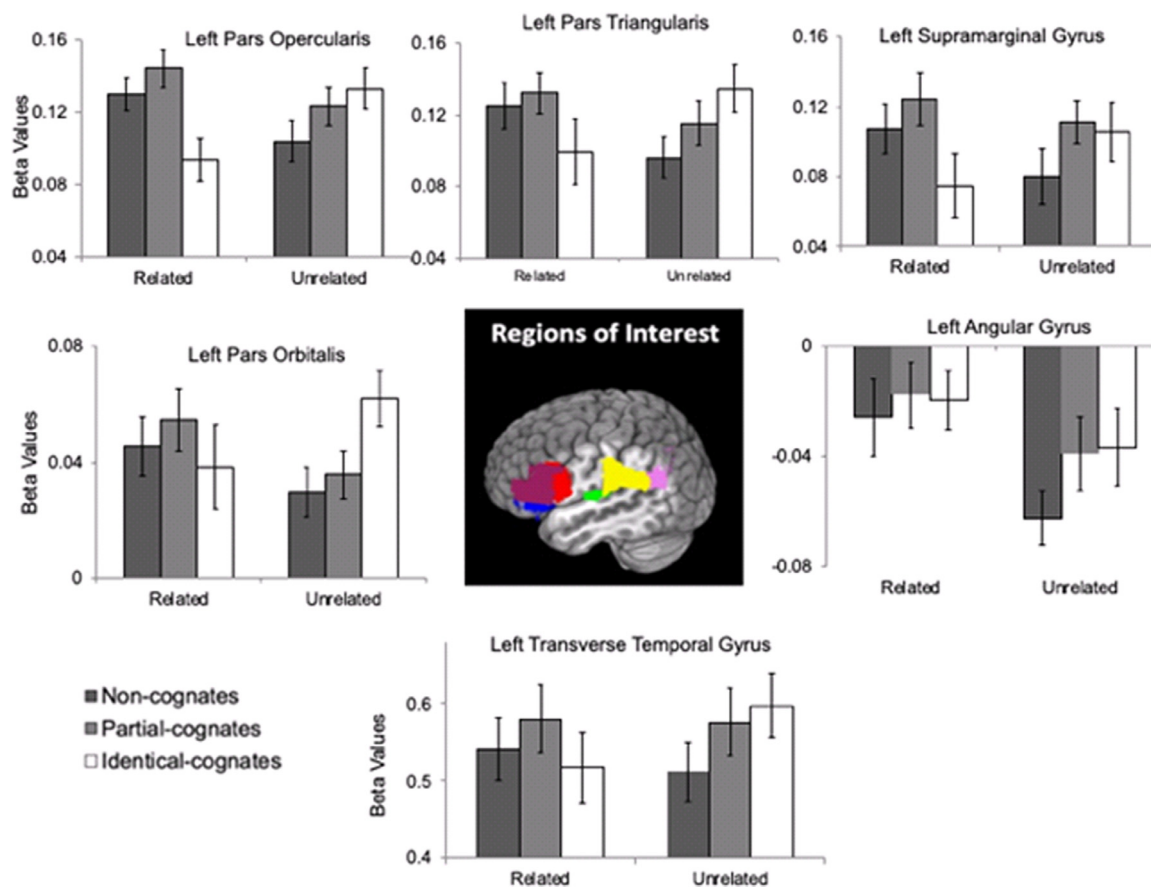 Left Pars Opercularis
Beta Values
0.16
0.12
0.08
0.04
Related
Unrelated
Left Pars Triangularis
0.16
0.12
0.08
0.04
Related
Unrelated
Left Supramarginal Gyrus
0.16
0.12
0.08
0.04
Related
Unrelated
Left Pars Orbitalis
0.08
0.04
0
Related
Unrelated
Regions of Interest
Left Angular Gyrus
0
-0.04
-0.08
Related
Unrelated
Non-cognates
Partial-cognates
Identical-cognates
Left Transverse Temporal Gyrus
Beta Values
0.6
0.5
0.4
Related
Unrelated